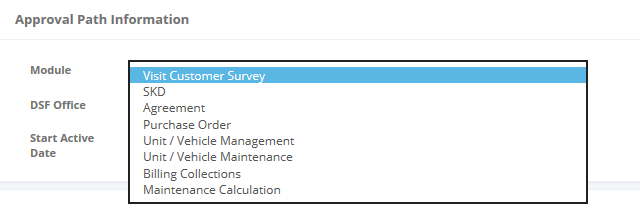 Approval Path Information
Module
Visit Customer Survey
SKD
DSF Office
Agreement
Purchase Order
Start Active
Date
Unit / Vehicle Management
Unit / Vehicle Maintenance
Billing Collections
Maintenance Calculation